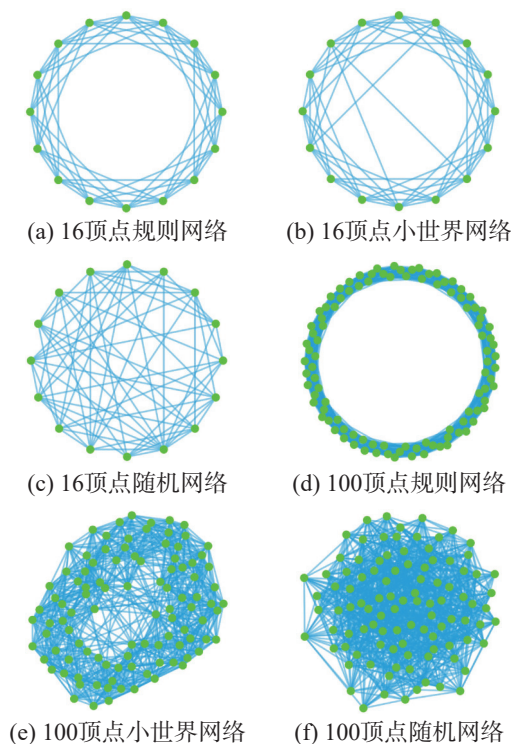 (a) 16顶点规则网络
(b) 16顶点小世界网络
(c) 16顶点随机网络
(d) 100顶点规则网络
(e) 100顶点小世界网络
(f) 100顶点随机网络